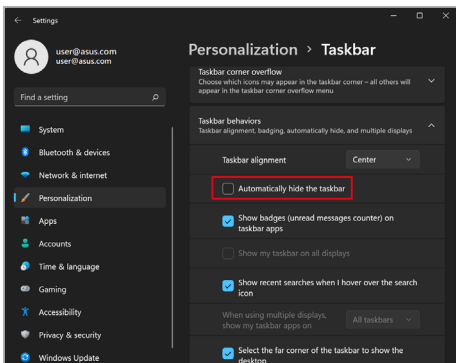 Settings
user@asus.com
user@asus.com
Find a setting
System
Bluetooth & devices
Network & internet
Personalization
Apps
Accounts
Time & language
Gaming
Accessibility
Privacy & security
Windows Update
Personalization > Taskbar
Taskbar corner overflow
Choose which icons may appear in the taskbar corner – all others will
appear in the taskbar corner overflow menu
Taskbar behaviors
Taskbar alignment, badging, automatically hide, and multiple displays
Taskbar alignment
Center
Automatically hide the taskbar
Show badges (unread messages counter) on
taskbar apps
Show my taskbar on all displays
Show recent searches when I hover over the search
icon
When using multiple displays,
show my taskbar apps on
All taskbars
Select the far corner of the taskbar to show the
desktop